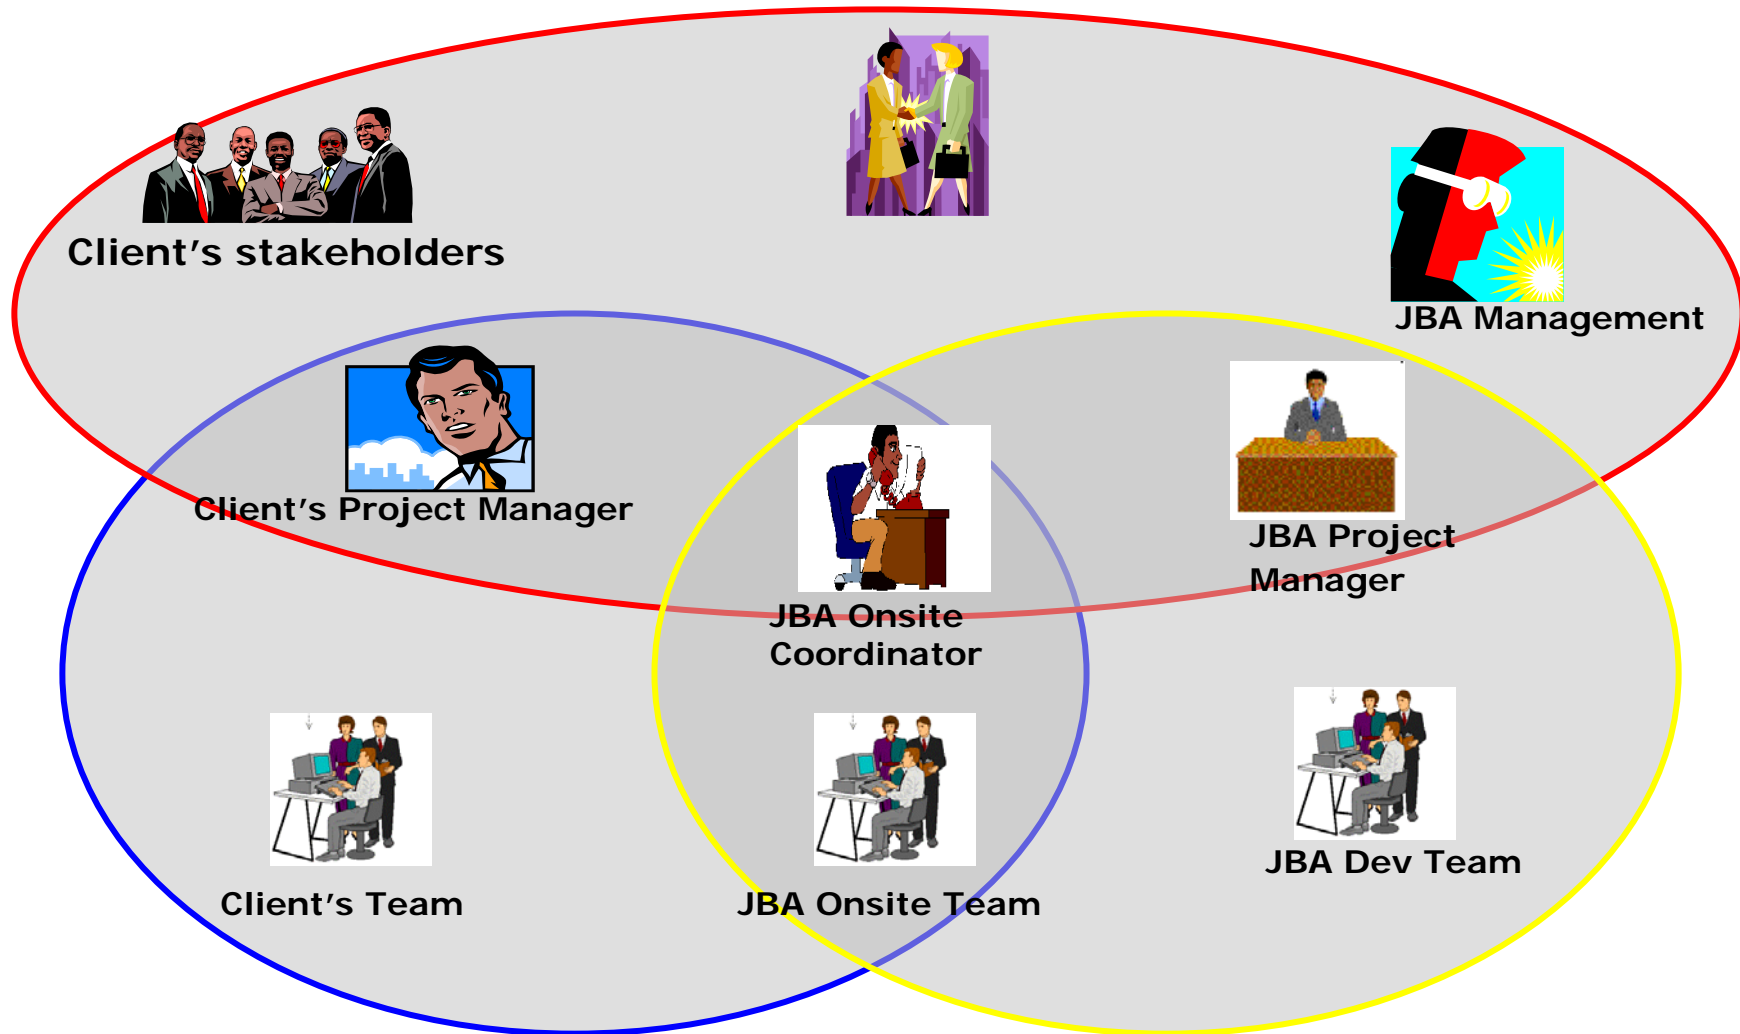 Client's stakeholders
JBA Management
Client's Project Manager
JBA Project
Manager
JBA Onsite
Coordinator
Client's Team
JBA Onsite Team
JBA Dev Team